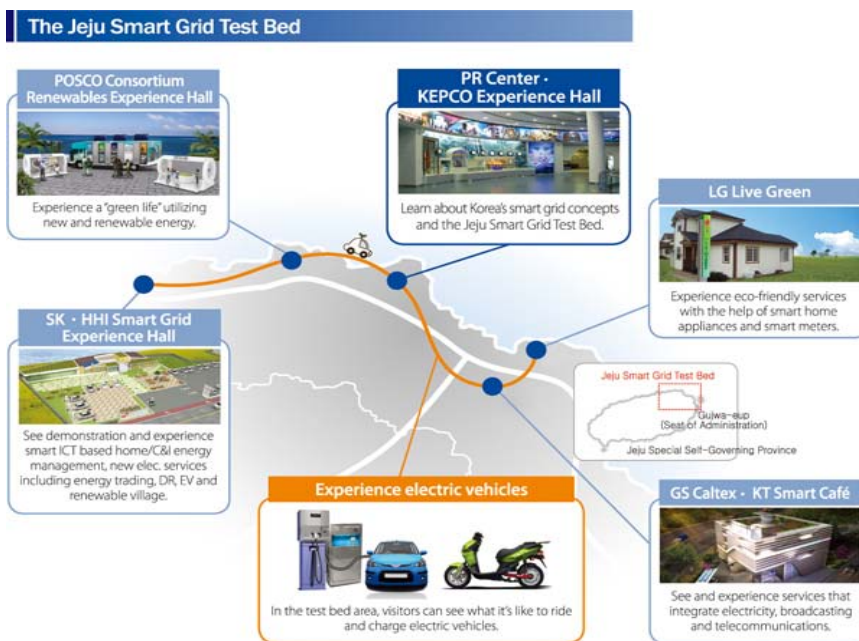 The Jeju Smart Grid Test Bed
POSCO Consortium
Renewables Experience Hall
Experience a "green life" utilizing
new and renewable energy.
PR Center ·
KEPCO Experience Hall
Learn about Korea's smart grid concepts
and the Jeju Smart Grid Test Bed.
LG Live Green
Experience eco-friendly services
with the help of smart home
appliances and smart meters.
SK · HHI Smart Grid
Experience Hall
See demonstration and experience
smart ICT based home/C&I energy
management, new elec. services
including energy trading, DR, EV and
renewable village.
Jeju Smart Grid Test Bed
Gujwa-eup
(Seat of Administration)
Jeju Special Self-Governing Province
Experience electric vehicles
In the test bed area, visitors can see what it's like to ride
and charge electric vehicles.
GS Caltex · KT Smart Café
See and experience services that
integrate electricity, broadcasting
and telecommunications.